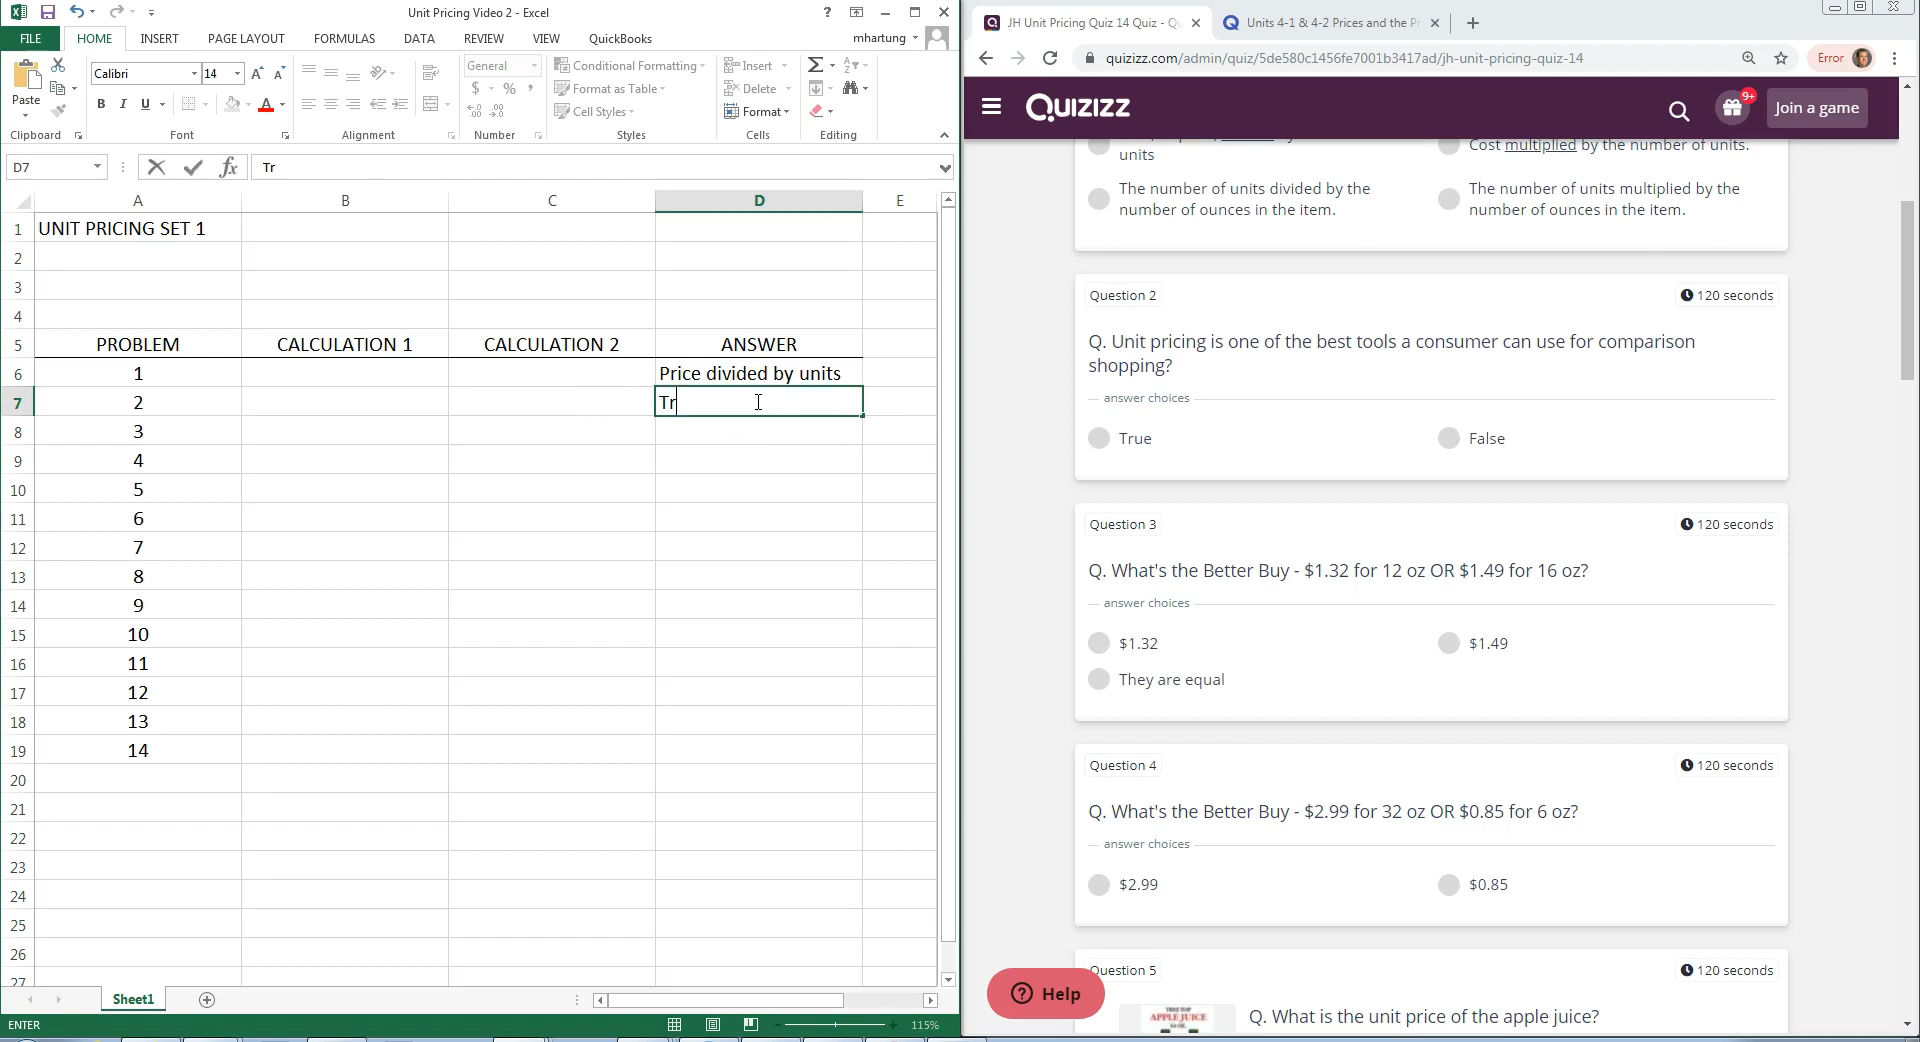 Unit Pricing Video 2 - Excel
?
FILE
HOME
INSERT
PAGE LAYOUT
FORMULAS
DATA
REVIEW
VIEW
QuickBooks
mhartung
Paste
Calibri
14
B I U
General
$ % ,
Conditional Formatting
Format as Table
Cell Styles
Insert
Delete
Format
Clipboard
Font
Alignment
Number
Styles
Cells
Editing
D7
fx
Tr
A B C D E
1 UNIT PRICING SET 1
2
3
4
5 PROBLEM CALCULATION 1 CALCULATION 2 ANSWER
6 1 Price divided by units
7 2 Tr
8 3
9 4
10 5
11 6
12 7
13 8
14 9
15 10
16 11
17 12
18 13
19 14
20
21
22
23
24
25
26
27
Sheet1
ENTER
115%
JH Unit Pricing Quiz 14 Quiz - Qu
Units 4-1 & 4-2 Prices and the Pr
quizizz.com/admin/quiz/5de580c1456fe7001b3417ad/jh-unit-pricing-quiz-14
Error
Quizizz
9+
Join a game
units
Cost multiplied by the number of units.
The number of units divided by the
number of ounces in the item.
The number of units multiplied by the
number of ounces in the item.
Question 2
120 seconds
Q. Unit pricing is one of the best tools a consumer can use for comparison
shopping?
answer choices
True
False
Question 3
120 seconds
Q. What's the Better Buy - $1.32 for 12 oz OR $1.49 for 16 oz?
answer choices
$1.32
$1.49
They are equal
Question 4
120 seconds
Q. What's the Better Buy - $2.99 for 32 oz OR $0.85 for 6 oz?
answer choices
$2.99
$0.85
Question 5
120 seconds
TREE TOP
APPLE JUICE
64 OZ.
Q. What is the unit price of the apple juice?
Help